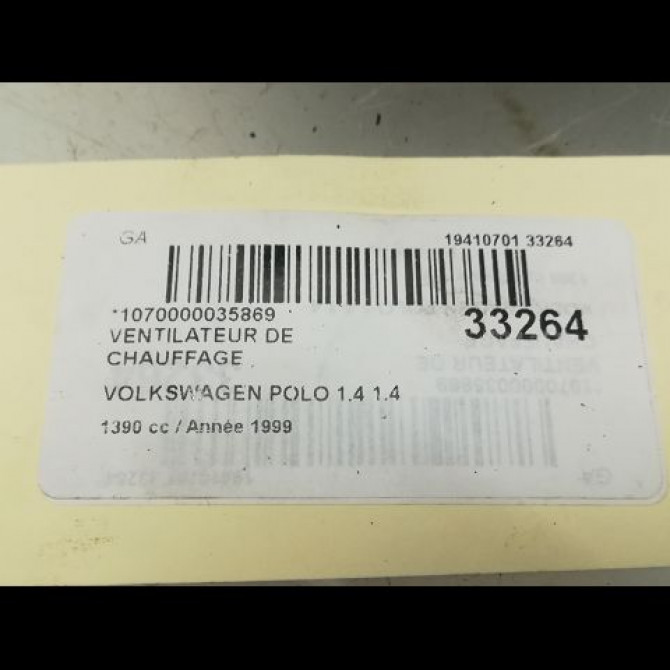 GA 19410701 33264
*1070000035869 33264
VENTILATEUR DE
CHAUFFAGE
VOLKSWAGEN POLO 1.4 1.4
1390 cc / Année 1999